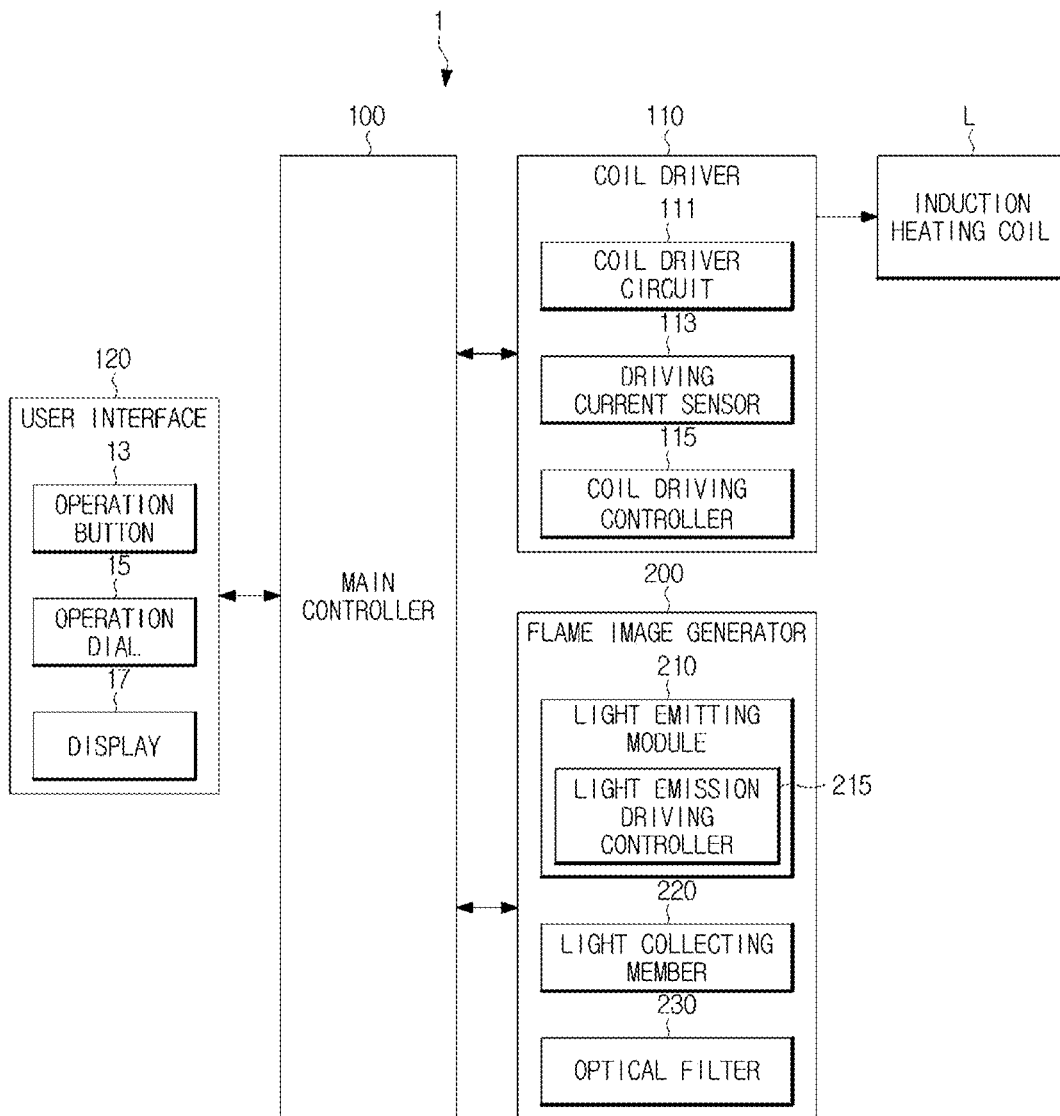 1
100
110
L
COIL DRIVER
111
COIL DRIVER
CIRCUIT
113
DRIVING
CURRENT SENSOR
115
COIL DRIVING
CONTROLLER
INDUCTION
HEATING COIL
120
USER INTERFACE
13
OPERATION
BUTTON
15
OPERATION
DIAL
17
DISPLAY
MAIN
CONTROLLER
200
FLAME IMAGE GENERATOR
210
LIGHT EMITTING
MODULE
LIGHT EMISSION
DRIVING
CONTROLLER
215
220
LIGHT COLLECTING
MEMBER
230
OPTICAL FILTER